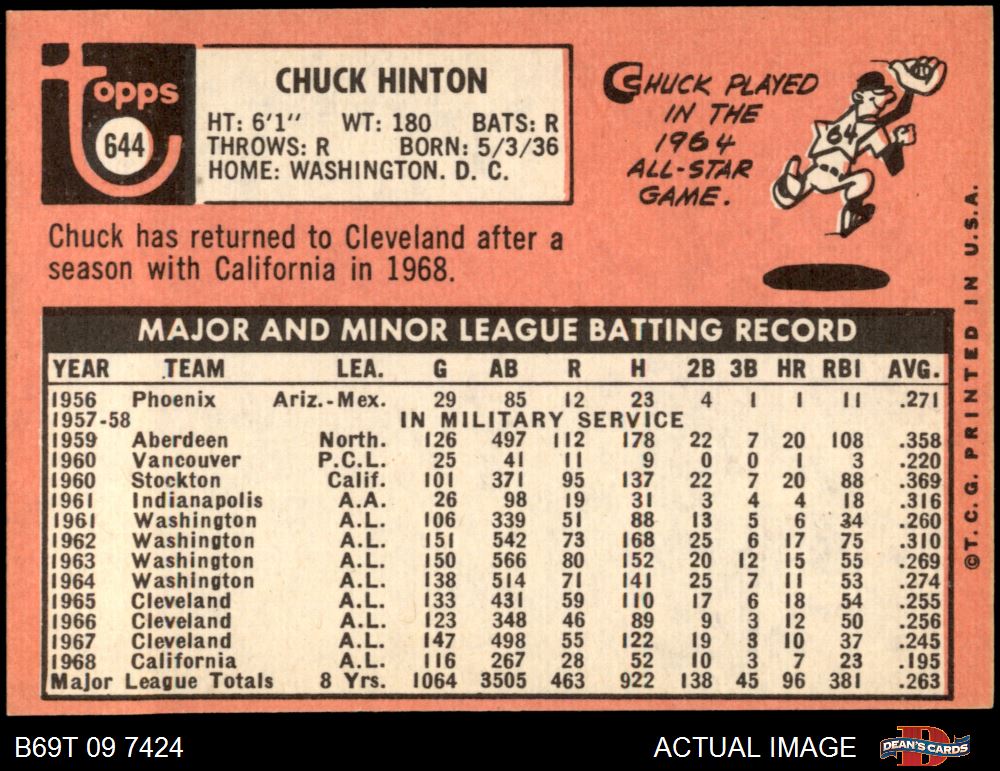 Topps
644
CHUCK HINTON
HT: 6'1" WT: 180 BATS: R
THROWS: R BORN: 5/3/36
HOME: WASHINGTON. D. C.
CHUCK PLAYED
IN THE
1964
ALL-STAR
GAME.
64
Chuck has returned to Cleveland after a
season with California in 1968.
MAJOR AND MINOR LEAGUE BATTING RECORD
YEAR TEAM LEA. G AB R H 2B 3B HR RBI AVG.
1956 Phoenix Ariz.-Mex. 29 85 12 23 4 1 1 11 .271
1957-58 IN MILITARY SERVICE
1959 Aberdeen North. 126 497 112 178 22 7 20 108 .358
1960 Vancouver P.C.L. 25 41 11 9 0 0 1 3 .220
1960 Stockton Calif. 101 371 95 137 22 7 20 88 .369
1961 Indianapolis A.A. 26 98 19 31 3 4 4 18 .316
1961 Washington A.L. 106 339 51 88 13 5 6 34 .260
1962 Washington A.L. 151 542 73 168 25 6 17 75 .310
1963 Washington A.L. 150 566 80 152 20 12 15 55 .269
1964 Washington A.L. 138 514 71 141 25 7 11 53 .274
1965 Cleveland A.L. 133 431 59 110 17 6 18 54 .255
1966 Cleveland A.L. 123 348 46 89 9 3 12 50 .256
1967 Cleveland A.L. 147 498 55 122 19 3 10 37 .245
1968 California A.L. 116 267 28 52 10 3 7 23 .195
Major League Totals 8 Yrs. 1064 3505 463 922 138 45 96 381 .263
©T. C. G. PRINTED IN U.S.A.
B69T 09 7424
ACTUAL IMAGE
DEAN'S CARDS